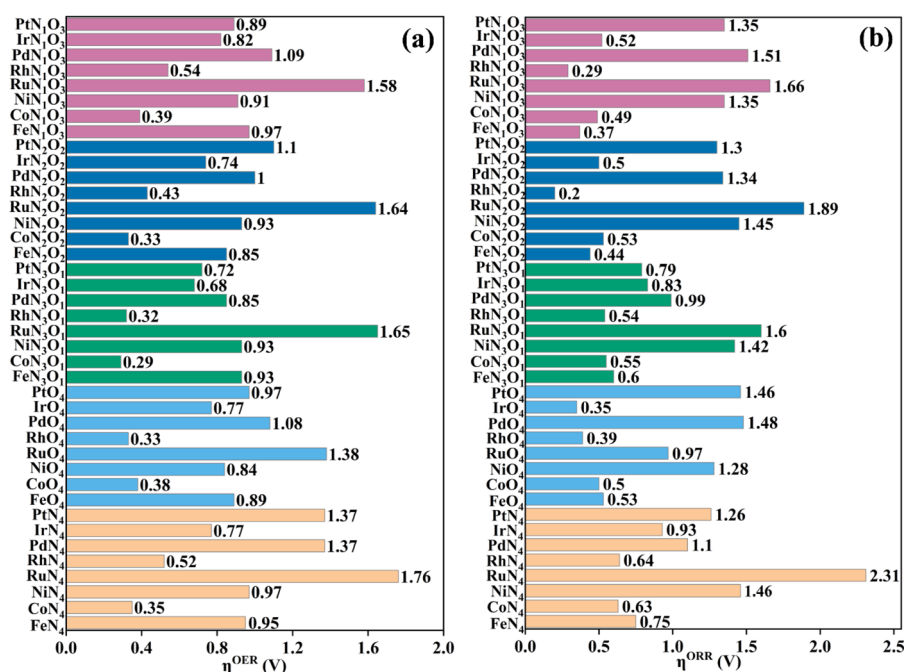 (a)
PtN₁O₃ 0.89
IrN₁O₃ 0.82
PdN₁O₃ 1.09
RhN₁O₃ 0.54
RuN₁O₃ 1.58
NiN₁O₃ 0.91
CoN₁O₃ 0.39
FeN₁O₃ 0.97
PtN₂O₂ 1.1
IrN₂O₂ 0.74
PdN₂O₂ 1
RhN₂O₂ 0.43
RuN₂O₂ 1.64
NiN₂O₂ 0.93
CoN₂O₂ 0.33
FeN₂O₂ 0.85
PtN₃O₁ 0.72
IrN₃O₁ 0.68
PdN₃O₁ 0.85
RhN₃O₁ 0.32
RuN₃O₁ 1.65
NiN₃O₁ 0.93
CoN₃O₁ 0.29
FeN₃O₁ 0.93
PtO₄ 0.97
IrO₄ 0.77
PdO₄ 1.08
RhO₄ 0.33
RuO₄ 1.38
NiO₄ 0.84
CoO₄ 0.38
FeO₄ 0.89
PtN₄ 1.37
IrN₄ 0.77
PdN₄ 1.37
RhN₄ 0.52
RuN₄ 1.76
NiN₄ 0.97
CoN₄ 0.35
FeN₄ 0.95
0.0 0.4 0.8 1.2 1.6 2.0
η^OER (V)
(b)
PtN₁O₃ 1.35
IrN₁O₃ 0.52
PdN₁O₃ 1.51
RhN₁O₃ 0.29
RuN₁O₃ 1.66
NiN₁O₃ 1.35
CoN₁O₃ 0.49
FeN₁O₃ 0.37
PtN₂O₂ 1.3
IrN₂O₂ 0.5
PdN₂O₂ 1.34
RhN₂O₂ 0.2
RuN₂O₂ 1.89
NiN₂O₂ 1.45
CoN₂O₂ 0.53
FeN₂O₂ 0.44
PtN₃O₁ 0.79
IrN₃O₁ 0.83
PdN₃O₁ 0.99
RhN₃O₁ 0.54
RuN₃O₁ 1.6
NiN₃O₁ 1.42
CoN₃O₁ 0.55
FeN₃O₁ 0.6
PtO₄ 1.46
IrO₄ 0.35
PdO₄ 1.48
RhO₄ 0.39
RuO₄ 0.97
NiO₄ 1.28
CoO₄ 0.5
FeO₄ 0.53
PtN₄ 1.26
IrN₄ 0.93
PdN₄ 1.1
RhN₄ 0.64
RuN₄ 2.31
NiN₄ 1.46
CoN₄ 0.63
FeN₄ 0.75
0.0 0.5 1.0 1.5 2.0 2.5
η^ORR (V)